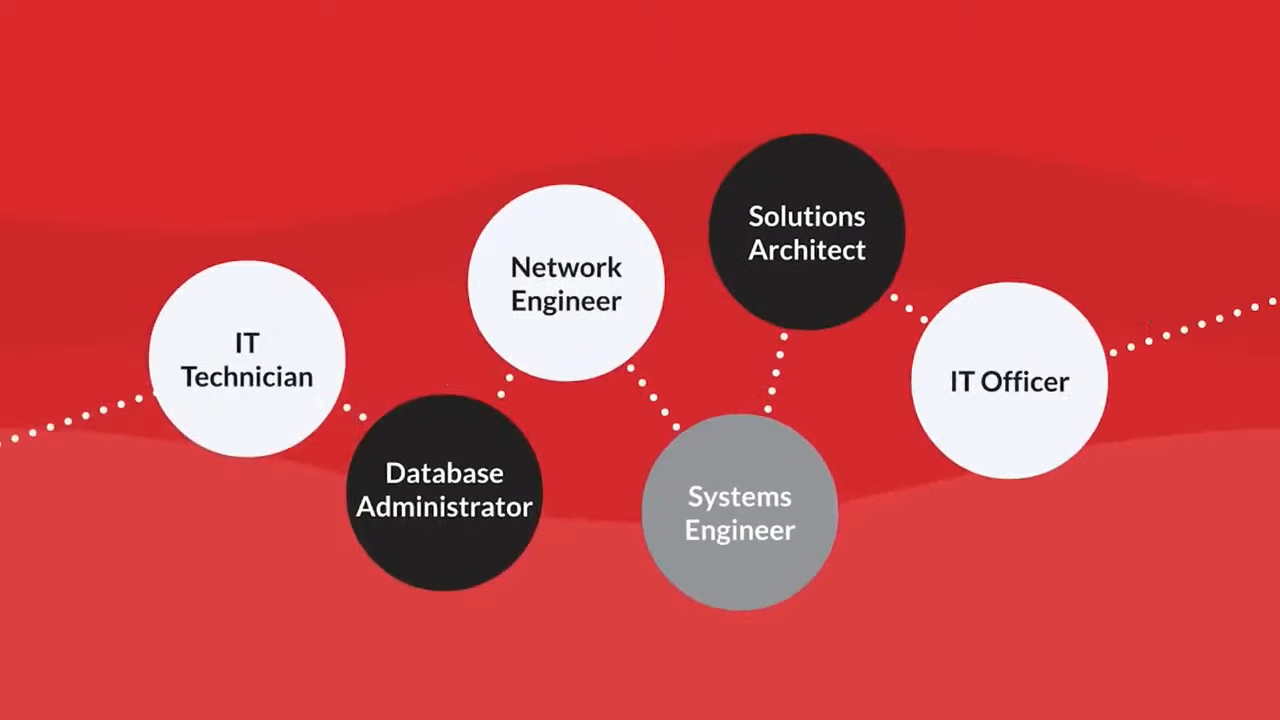 IT
Technician
Database
Administrator
Network
Engineer
Systems
Engineer
Solutions
Architect
IT Officer